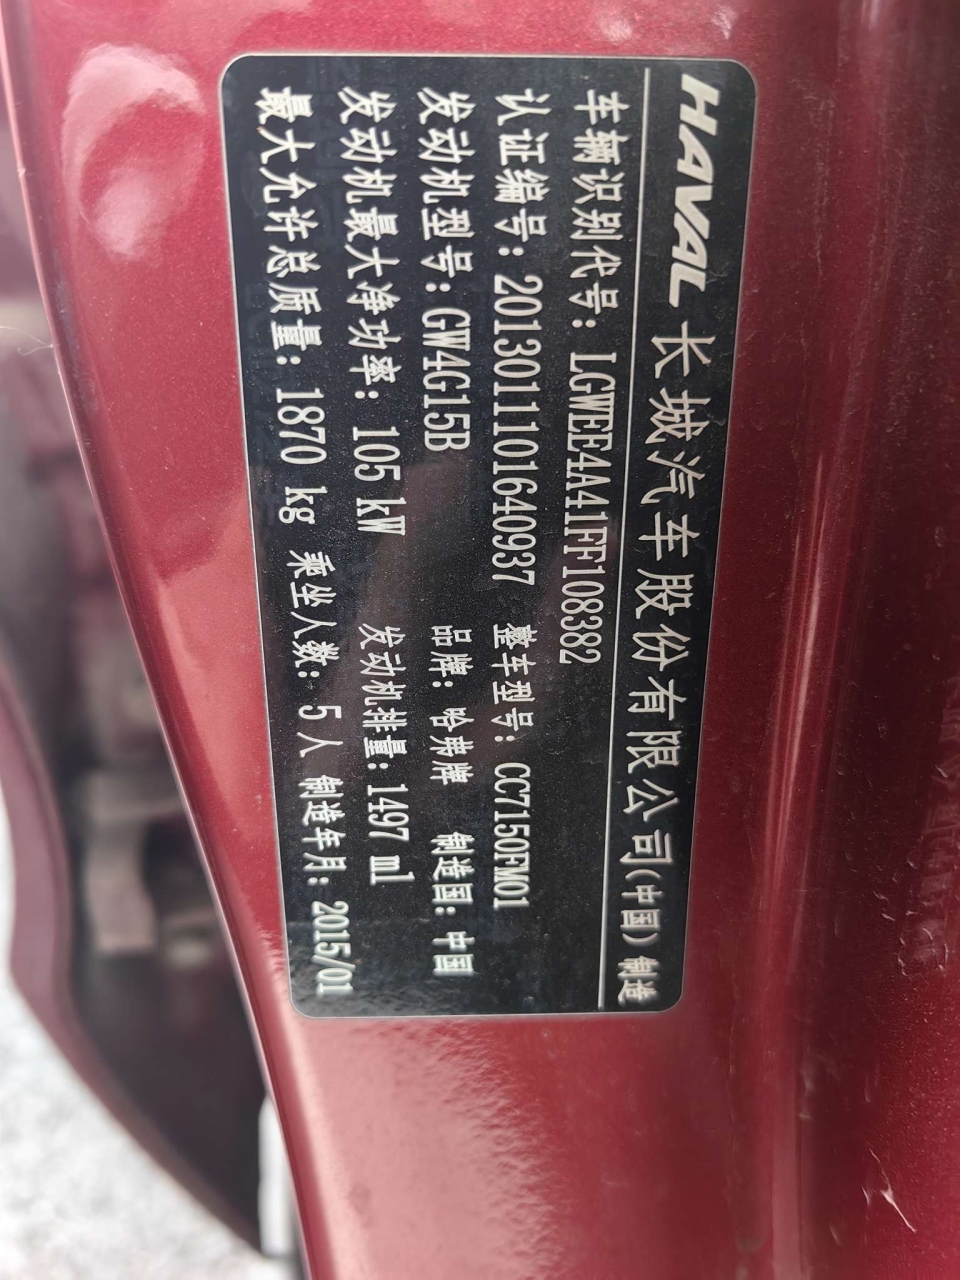 HAVAL 长城汽车股份有限公司(中国)制造
车辆识别代号: LGWEE4A41FF108382
认证编号: 2013011101640937 整车型号: CC7150FM01
发动机型号: GW4G15B 品牌: 哈弗牌 制造国: 中国
发动机最大净功率: 105 kW 发动机排量: 1497 ml
最大允许总质量: 1870 kg 乘坐人数: 5 人 制造年月: 2015/01